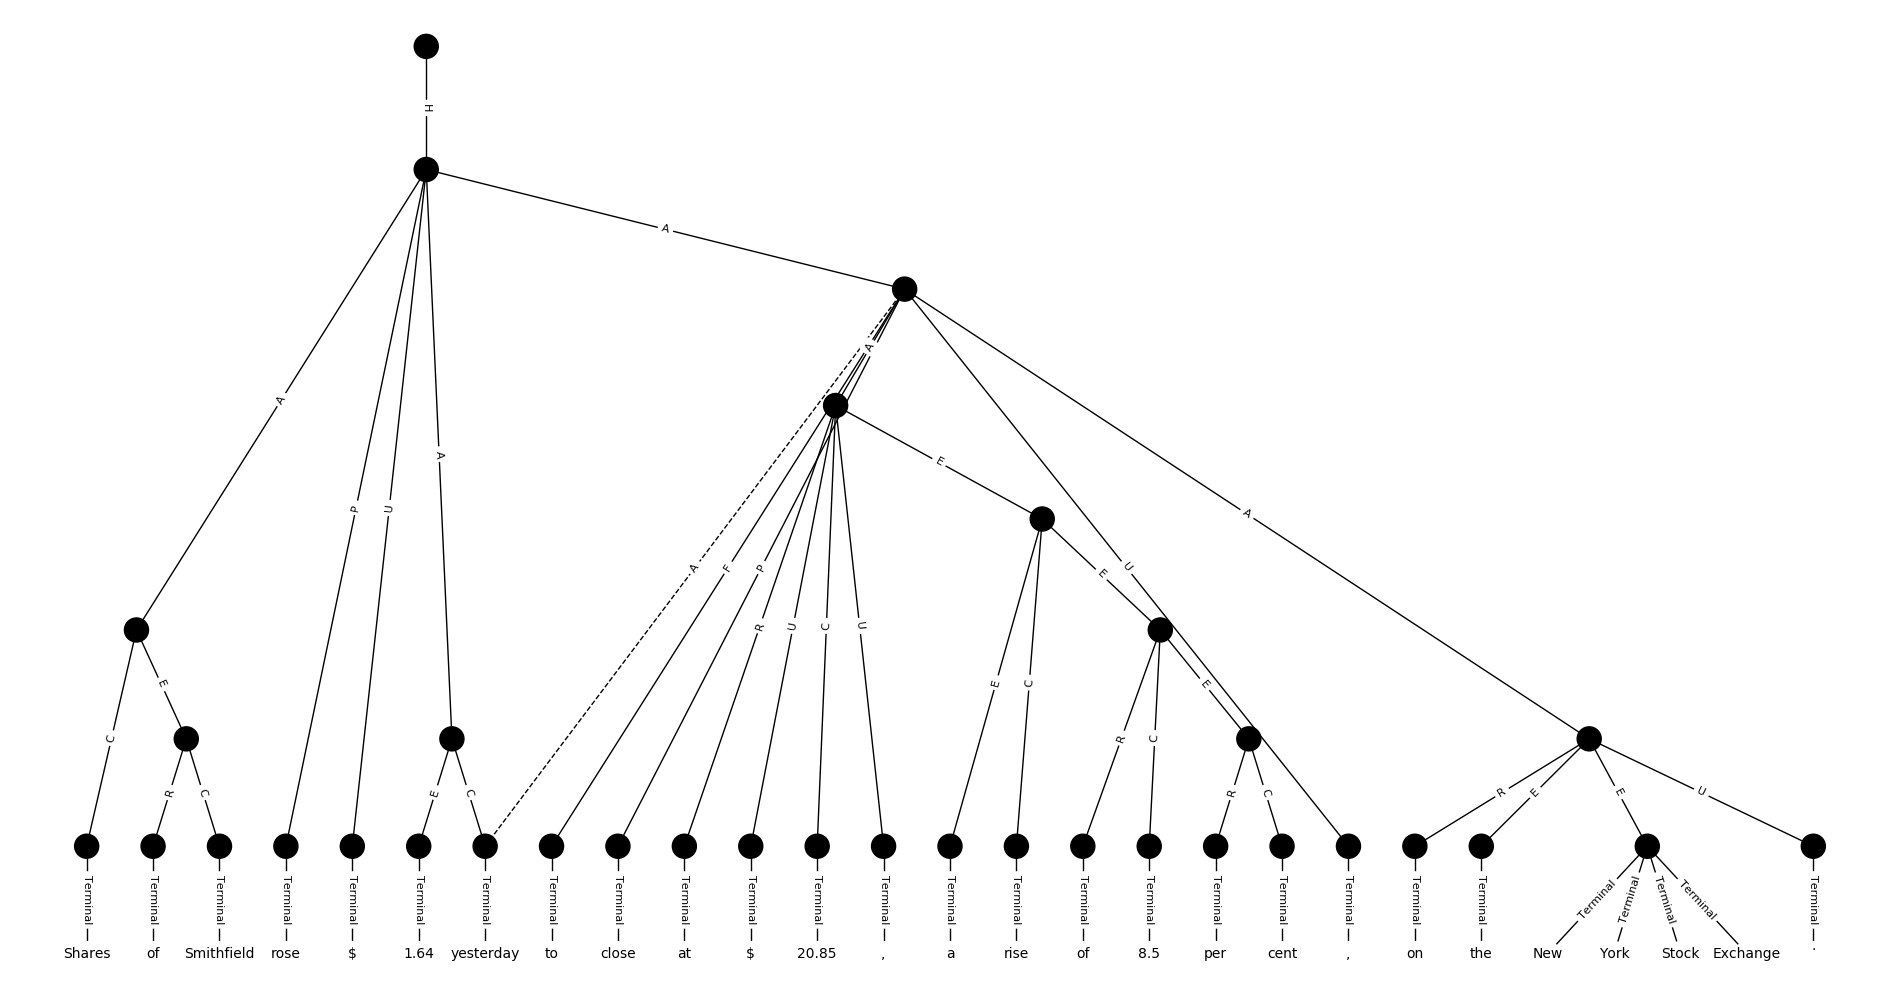 H
A
A
A
P
U
A
E
A
A
F
P
R
U
C
U
E
U
E
C
E
E
C
R
C
E
R
C
R
C
E
C
R
C
R
E
E
U
Terminal Terminal Terminal Terminal Terminal Terminal Terminal Terminal Terminal Terminal Terminal Terminal Terminal Terminal Terminal Terminal Terminal Terminal Terminal Terminal Terminal Terminal Terminal Terminal Terminal Terminal Terminal
Shares of Smithfield rose $ 1.64 yesterday to close at $ 20.85 , a rise of 8.5 per cent , on the New York Stock Exchange .